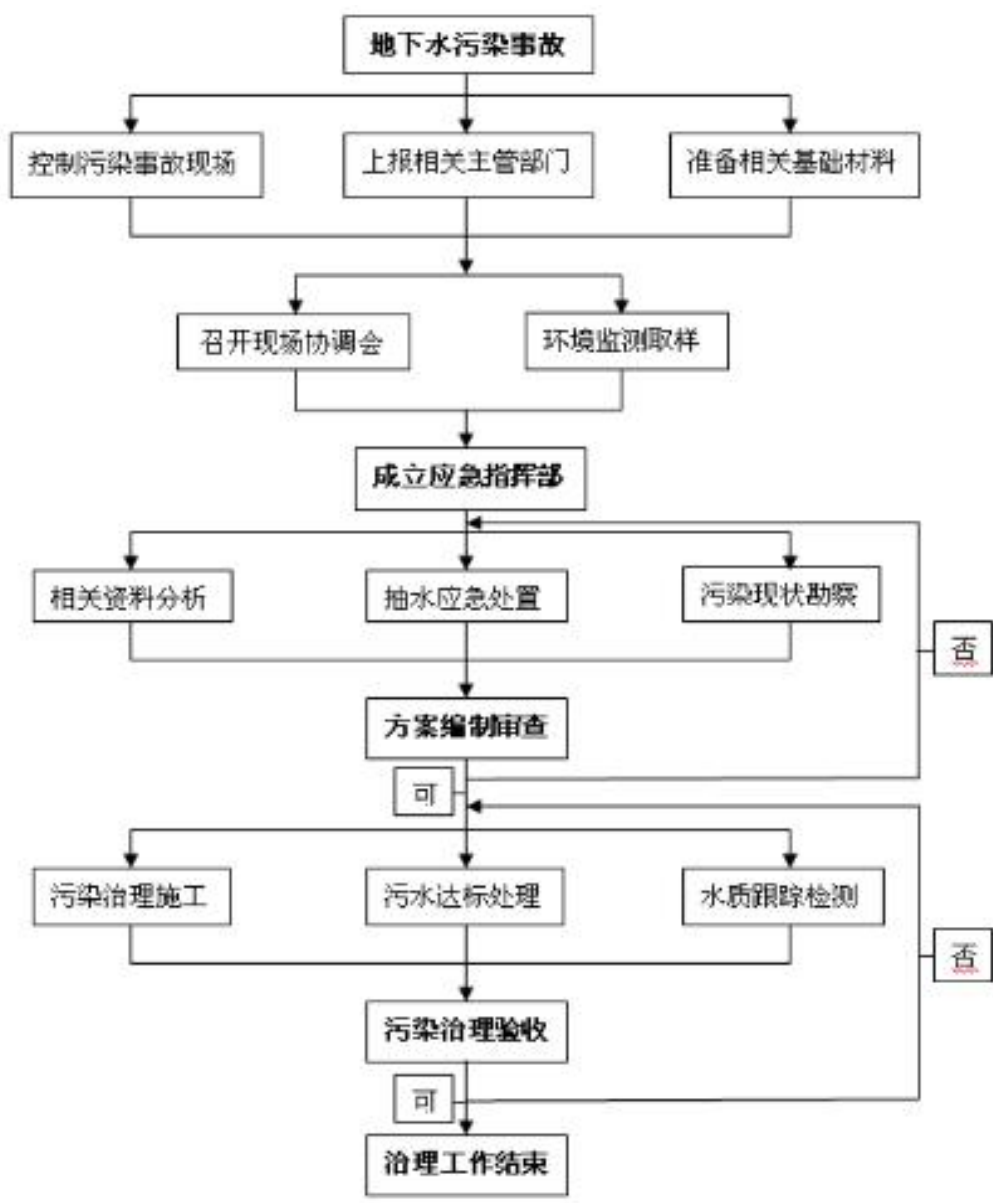 地下水污染事故
控制污染事故现场
上报相关主管部门
准备相关基础材料
召开现场协调会
环境监测取样
成立应急指挥部
相关资料分析
抽水应急处置
污染现状勘察
否
方案编制审查
可
污染治理施工
污水达标处理
水质跟踪检测
否
污染治理验收
可
治理工作结束